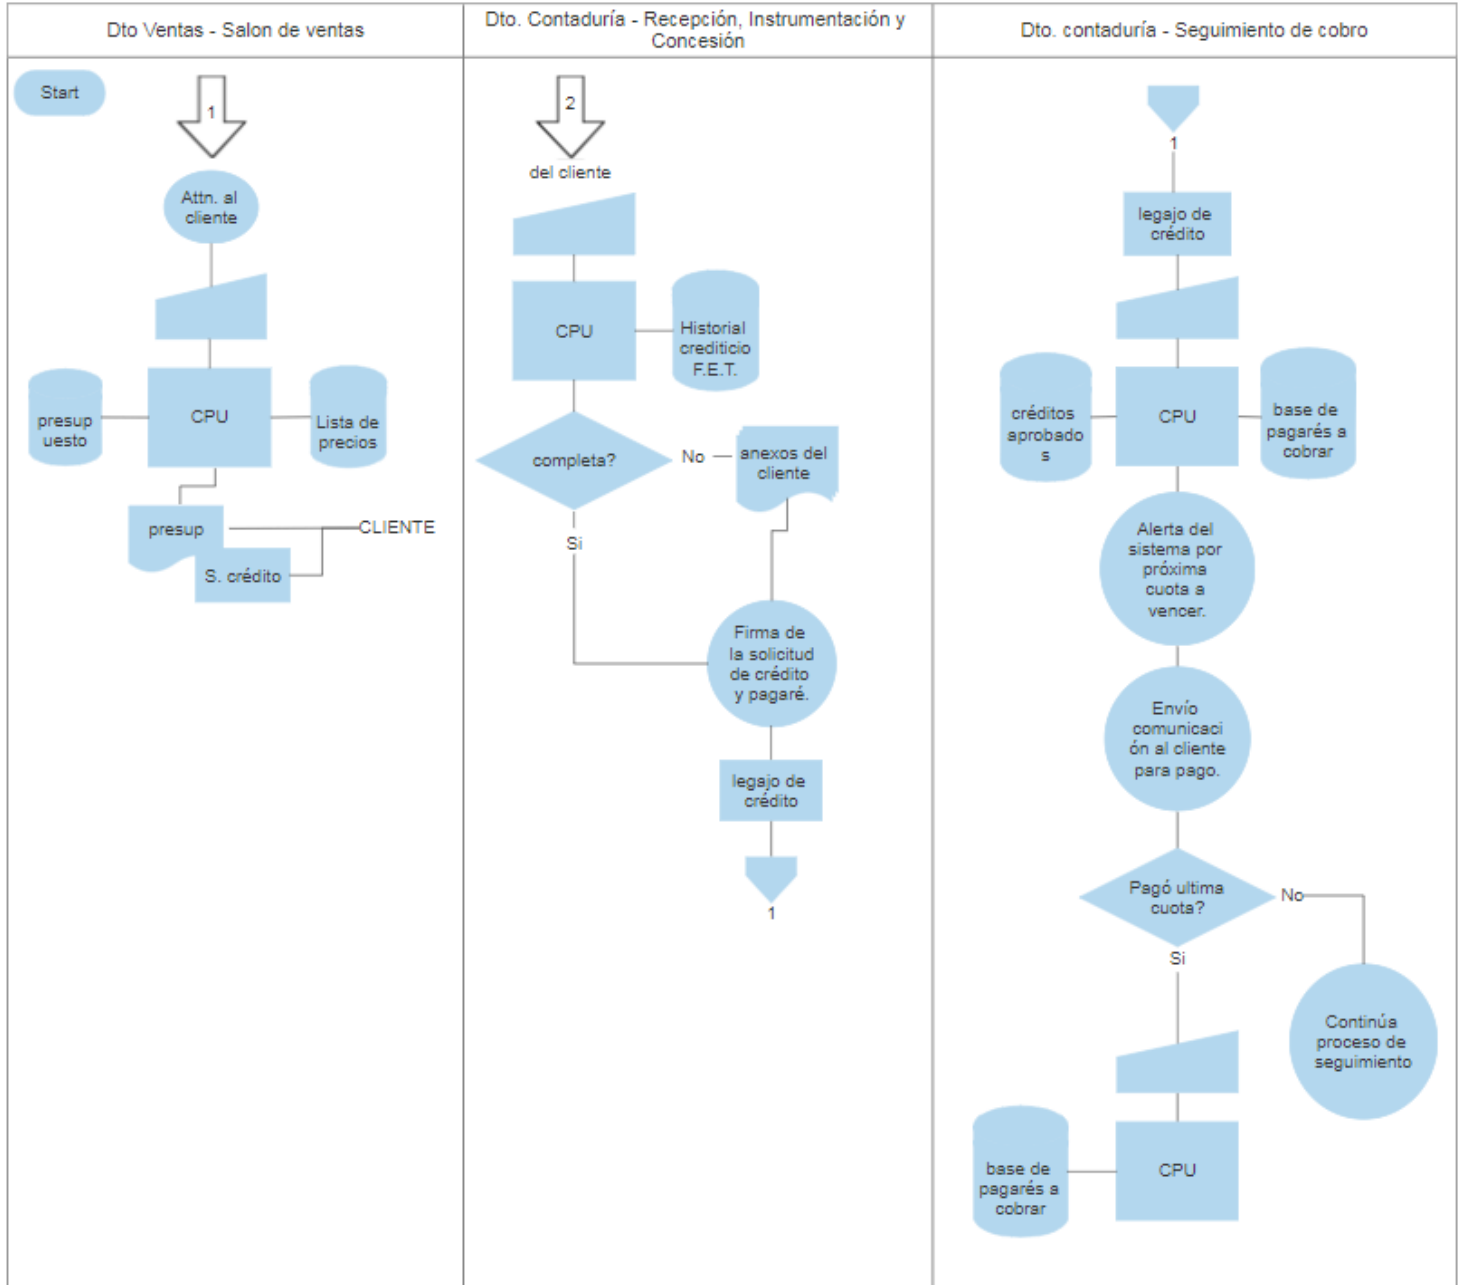 Dto Ventas - Salon de ventas
Dto. Contaduría - Recepción, Instrumentación y
Concesión
Dto. contaduría - Seguimiento de cobro
Start
1
Attn. al
cliente
presup
uesto
CPU
Lista de
precios
presup
CLIENTE
S. crédito
2
del cliente
CPU
Historial
crediticio
F.E.T.
completa?
No
anexos del
cliente
Si
Firma de
la solicitud
de crédito
y pagaré.
legajo de
crédito
1
1
legajo de
crédito
créditos
aprobado
s
CPU
base de
pagarés a
cobrar
Alerta del
sistema por
próxima
cuota a
vencer.
Envío
comunicaci
ón al cliente
para pago.
Pagó ultima
cuota?
No
Si
Continúa
proceso de
seguimiento
base de
pagarés a
cobrar
CPU